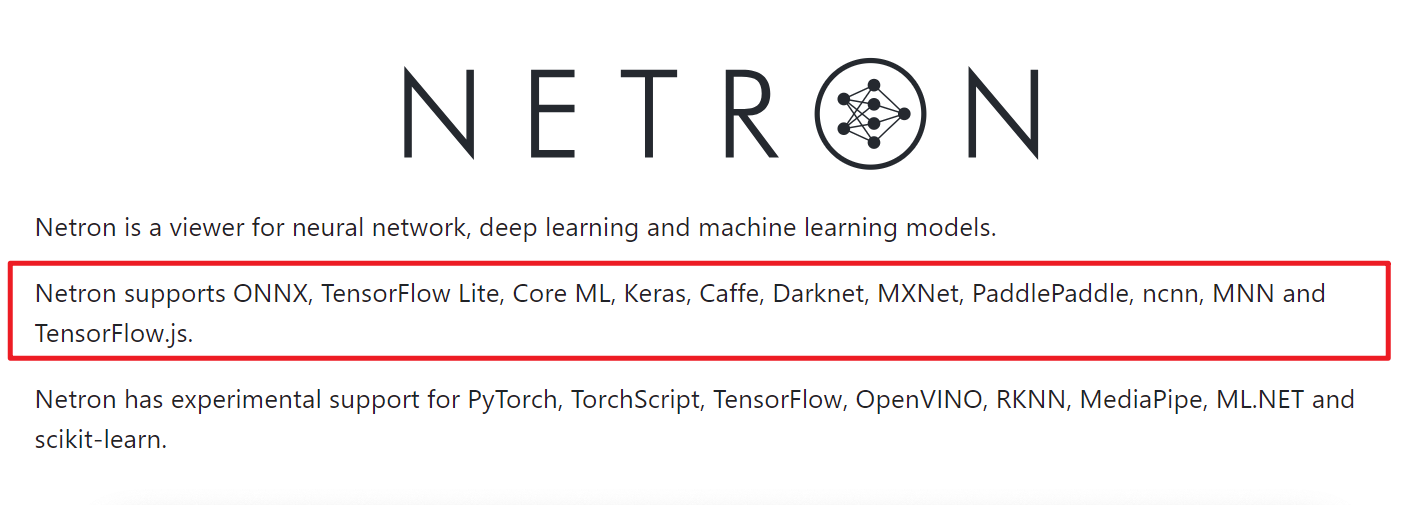 NETRON
Netron is a viewer for neural network, deep learning and machine learning models.
Netron supports ONNX, TensorFlow Lite, Core ML, Keras, Caffe, Darknet, MXNet, PaddlePaddle, ncnn, MNN and
TensorFlow.js.
Netron has experimental support for PyTorch, TorchScript, TensorFlow, OpenVINO, RKNN, MediaPipe, ML.NET and
scikit-learn.